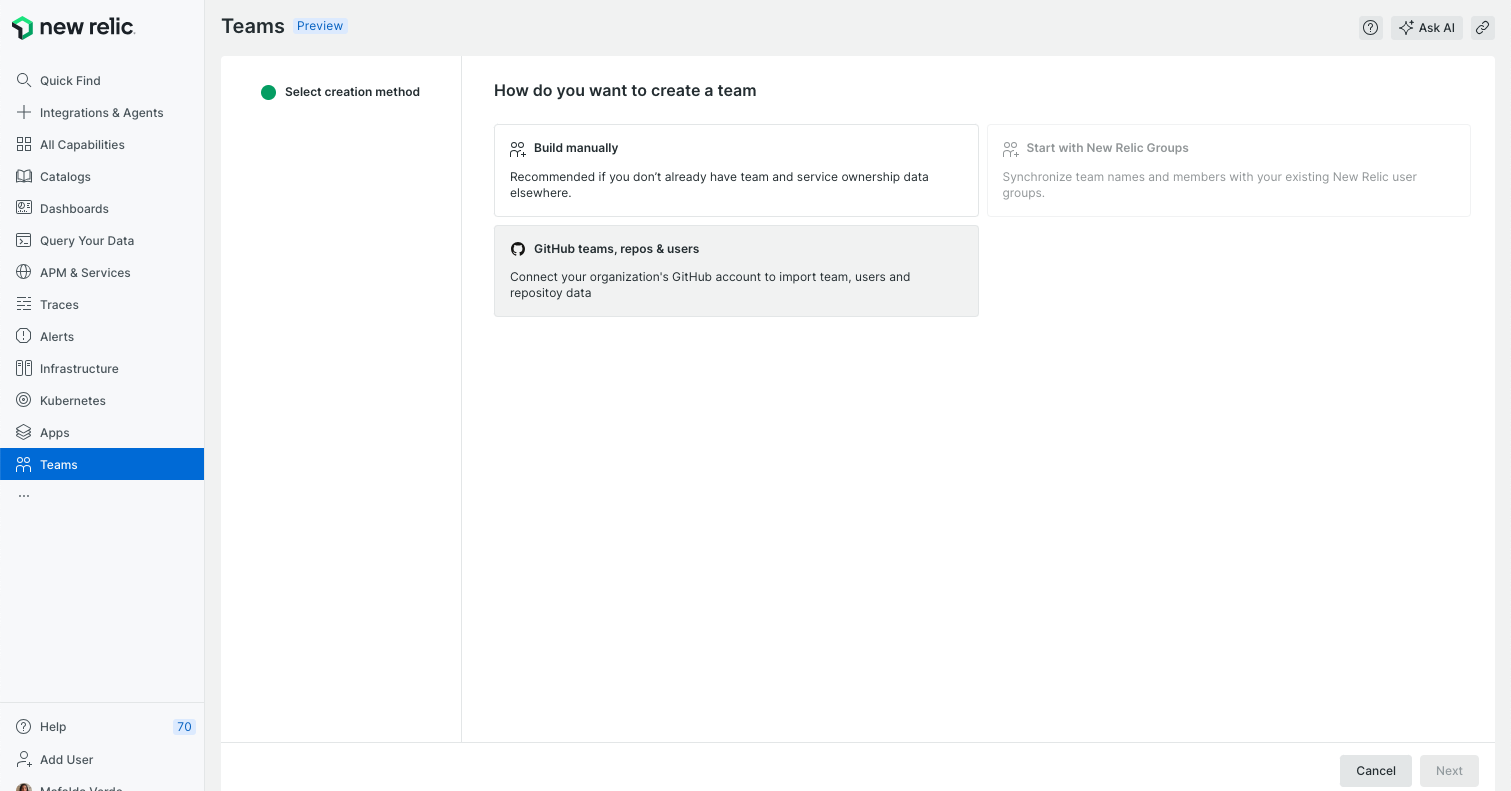 new relic.
Quick Find
Integrations & Agents
All Capabilities
Catalogs
Dashboards
Query Your Data
APM & Services
Traces
Alerts
Infrastructure
Kubernetes
Apps
Teams
...
Help 70
Add User
Teams Preview
Ask AI
Select creation method
How do you want to create a team
Build manually
Recommended if you don't already have team and service ownership data
elsewhere.
Start with New Relic Groups
Synchronize team names and members with your existing New Relic user
groups.
GitHub teams, repos & users
Connect your organization's GitHub account to import team, users and
repositoy data
Cancel
Next